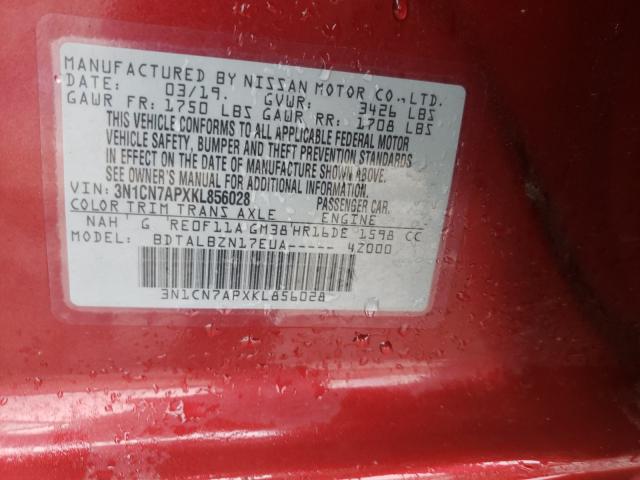 MANUFACTURED BY NISSAN MOTOR CO.,LTD.
DATE: 03/19. GVWR: 3426 LBS
GAWR FR: 1750 LBS GAWR RR: 1708 LBS
THIS VEHICLE CONFORMS TO ALL APPLICABLE FEDERAL MOTOR
VEHICLE SAFETY, BUMPER AND THEFT PREVENTION STANDARDS
IN EFFECT ON THE DATE OF MANUFACTURE SHOWN ABOVE.
SEE OWNER'S MANUAL FOR ADDITIONAL INFORMATION.
VIN: 3N1CN7APXKL856028 PASSENGER CAR.
COLOR TRIM TRANS AXLE ENGINE
NAH ' G RE0F11A GM38 HR16DE 1598 CC
MODEL: BDTALBZN17EUA----- 42000
3N1CN7APXKL856028